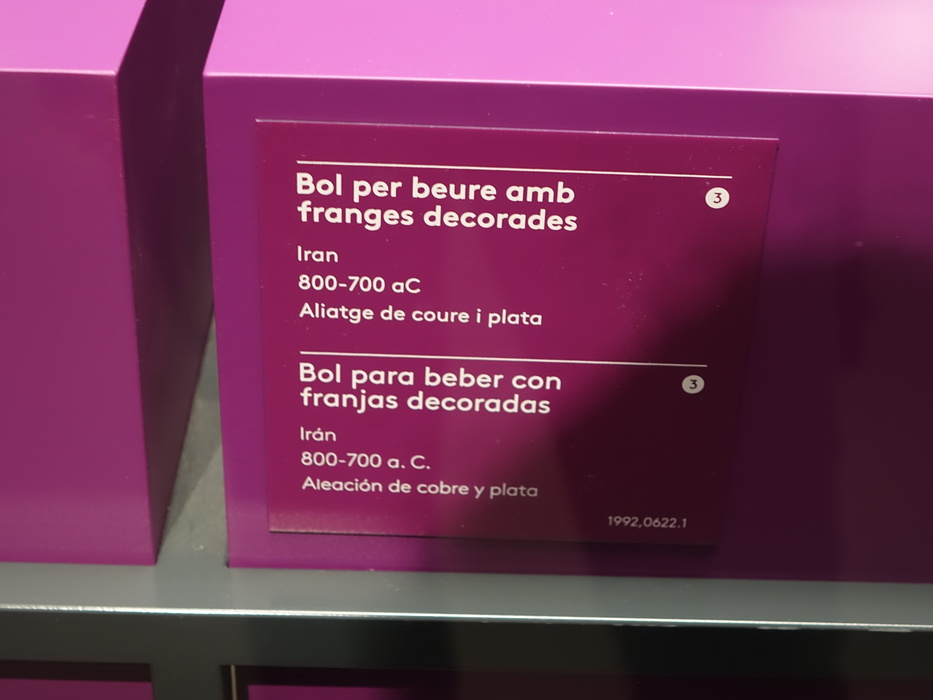 Bol per beure amb
franges decorades
3
Iran
800-700 aC
Aliatge de coure i plata
Bol para beber con
franjas decoradas
3
Irán
800-700 a. C.
Aleación de cobre y plata
1992,0622.1